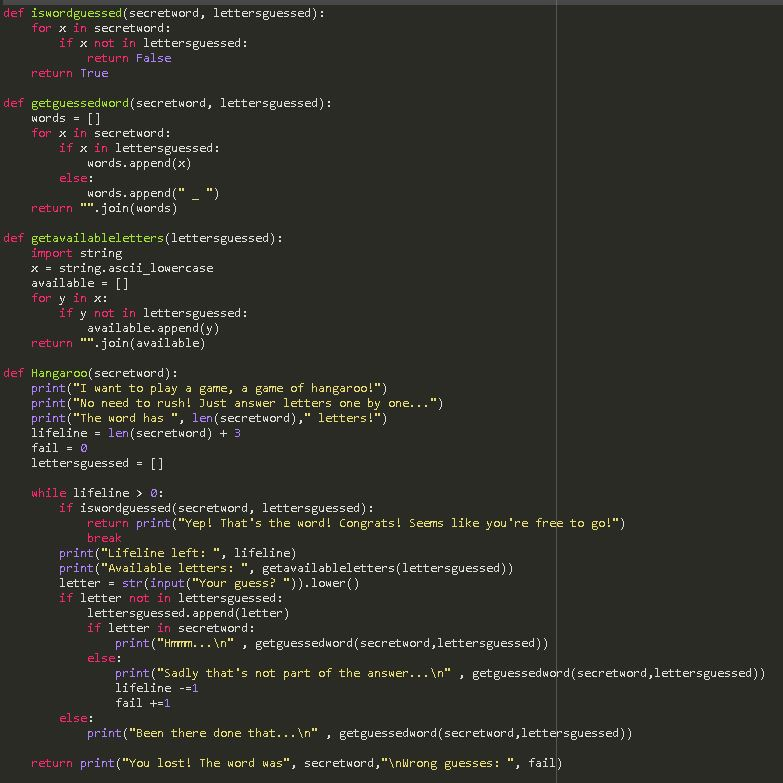 def iswordguessed(secretword, lettersguessed):
    for x in secretword:
        if x not in lettersguessed:
            return False
    return True

def getguessedword(secretword, lettersguessed):
    words = []
    for x in secretword:
        if x in lettersguessed:
            words.append(x)
        else:
            words.append(" _ ")
    return "".join(words)

def getavailableletters(lettersguessed):
    import string
    x = string.ascii_lowercase
    available = []
    for y in x:
        if y not in lettersguessed:
            available.append(y)
    return "".join(available)

def Hangaroo(secretword):
    print("I want to play a game, a game of hangaroo!")
    print("No need to rush! Just answer letters one by one...")
    print("The word has ", len(secretword)," letters!")
    lifeline = len(secretword) + 3
    fail = 0
    lettersguessed = []

    while lifeline > 0:
        if iswordguessed(secretword, lettersguessed):
            return print("Yep! That's the word! Congrats! Seems like you're free to go!")
            break
        print("Lifeline left: ", lifeline)
        print("Available letters: ", getavailableletters(lettersguessed))
        letter = str(input("Your guess? ")).lower()
        if letter not in lettersguessed:
            lettersguessed.append(letter)
            if letter in secretword:
                print("Hmmm...\n" , getguessedword(secretword,lettersguessed))
            else:
                print("Sadly that's not part of the answer...\n" , getguessedword(secretword,lettersguessed))
                lifeline -=1
                fail +=1
        else:
            print("Been there done that...\n" , getguessedword(secretword,lettersguessed))

    return print("You lost! The word was", secretword,"\nWrong guesses: ", fail)